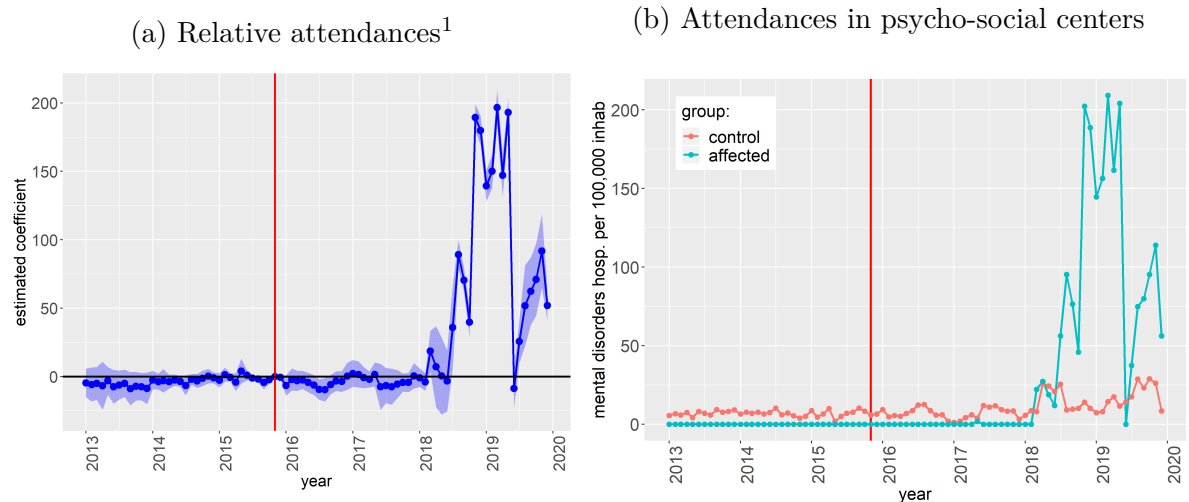 (a) Relative attendances1
(b) Attendances in psycho-social centers
estimated coefficient
200
150
100
50
0
2013
2014
2015
2016
2017
2018
2019
2020
year
mental disorders hosp. per 100,000 inhab
200
150
100
50
0
group:
control
affected
2013
2014
2015
2016
2017
2018
2019
2020
year